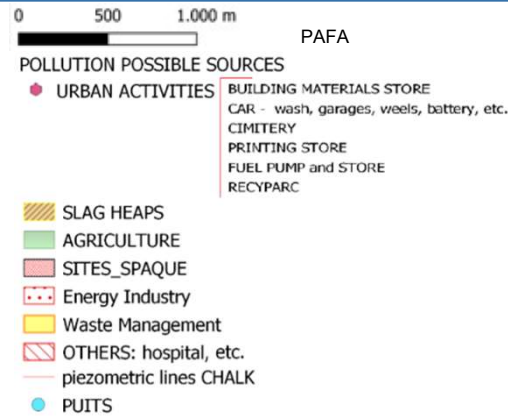 0 500 1.000 m
PAFA
POLLUTION POSSIBLE SOURCES
URBAN ACTIVITIES
BUILDING MATERIALS STORE
CAR - wash, garages, weels, battery, etc.
CIMITERY
PRINTING STORE
FUEL PUMP and STORE
RECYPARC
SLAG HEAPS
AGRICULTURE
SITES_SPAQUE
Energy Industry
Waste Management
OTHERS: hospital, etc.
piezometric lines CHALK
PUITS